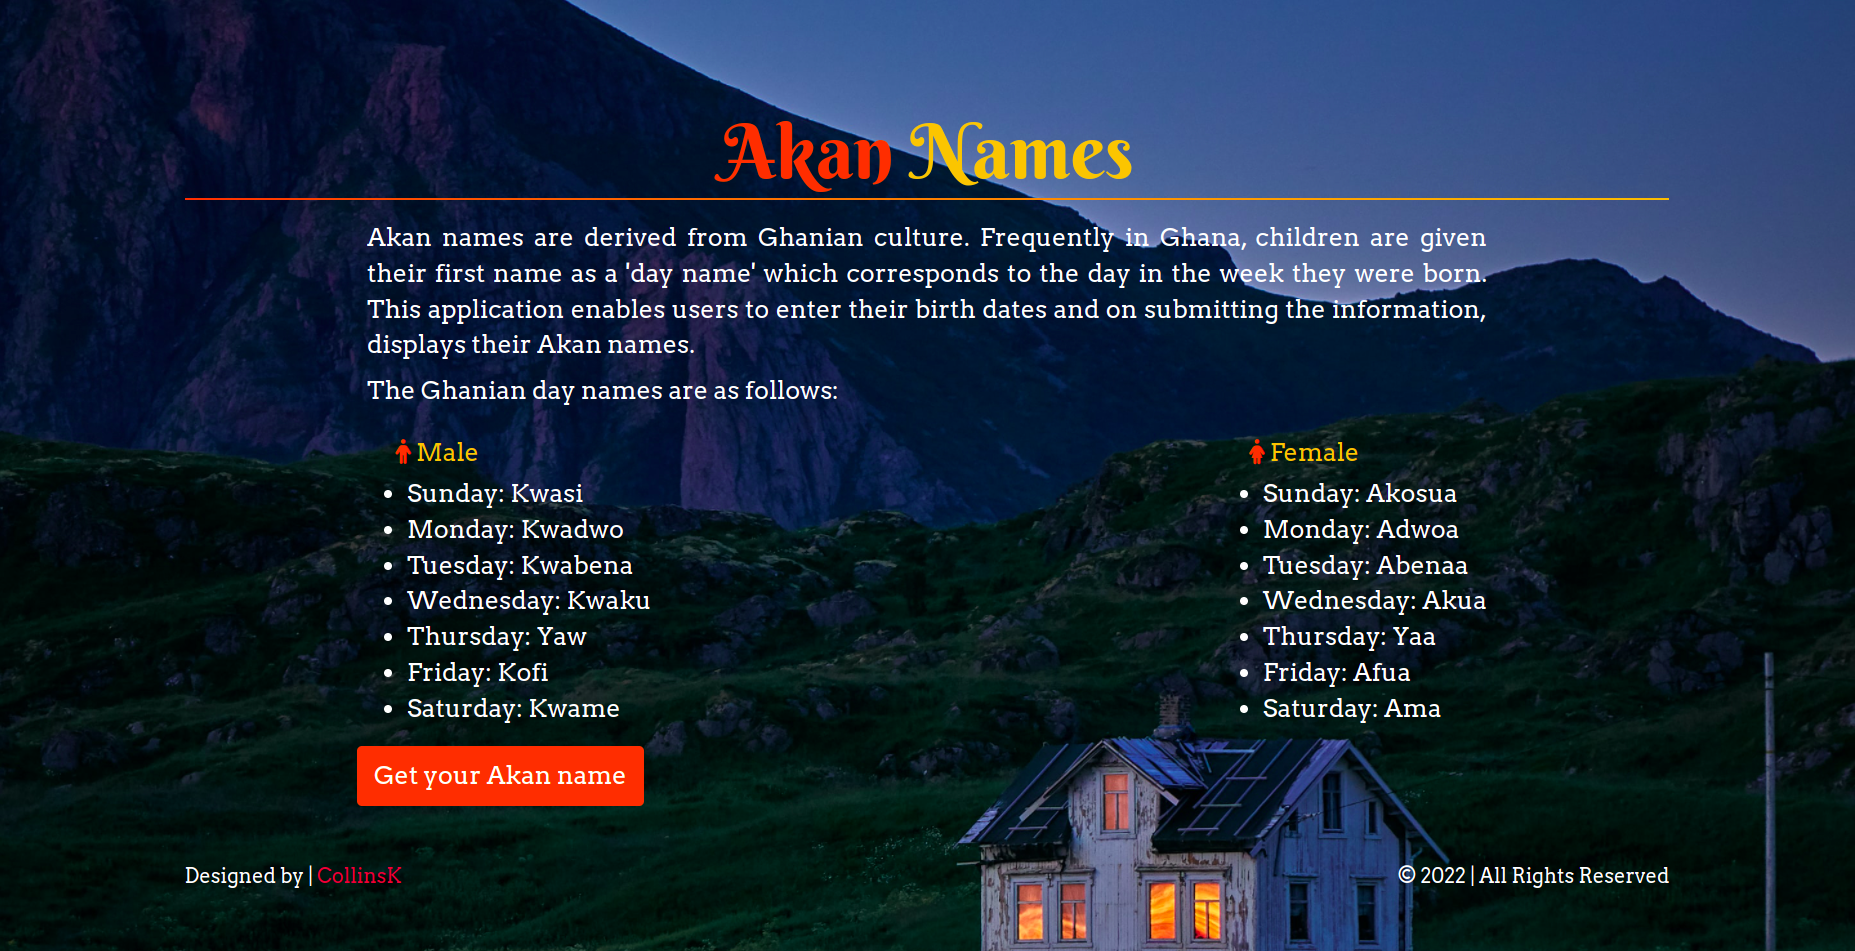 Akan Names
Akan names are derived from Ghanian culture. Frequently in Ghana, children are given
their first name as a 'day name' which corresponds to the day in the week they were born.
This application enables users to enter their birth dates and on submitting the information,
displays their Akan names.
The Ghanian day names are as follows:
Male
Sunday: Kwasi
Monday: Kwadwo
Tuesday: Kwabena
Wednesday: Kwaku
Thursday: Yaw
Friday: Kofi
Saturday: Kwame
Female
Sunday: Akosua
Monday: Adwoa
Tuesday: Abenaa
Wednesday: Akua
Thursday: Yaa
Friday: Afua
Saturday: Ama
Get your Akan name
Designed by | CollinsK
© 2022 | All Rights Reserved